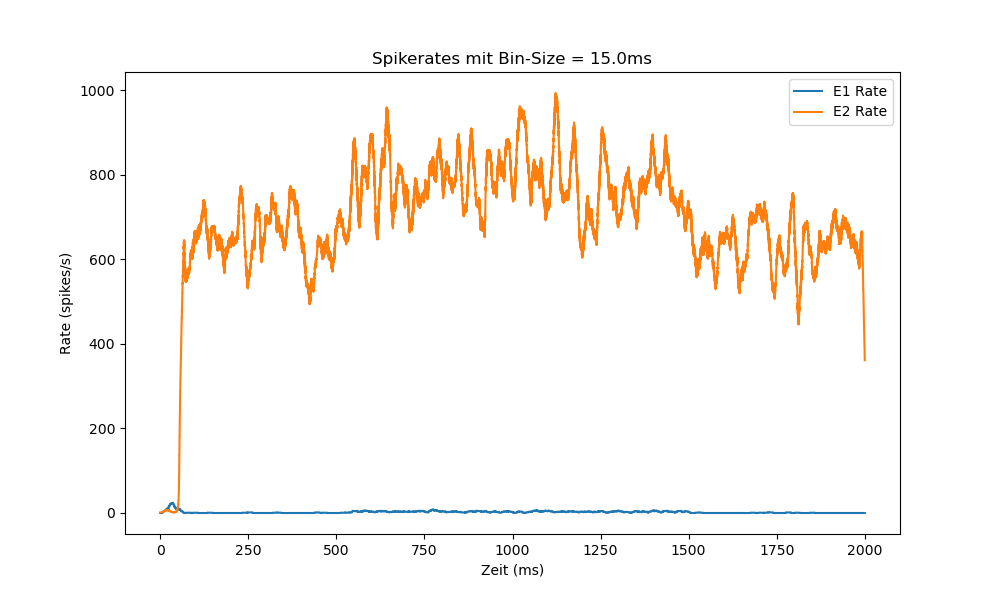 Spikerates mit Bin-Size = 15.0ms
E1 Rate
E2 Rate
1000
800
600
400
200
0
Rate (spikes/s)
0 250 500 750 1000 1250 1500 1750 2000
Zeit (ms)